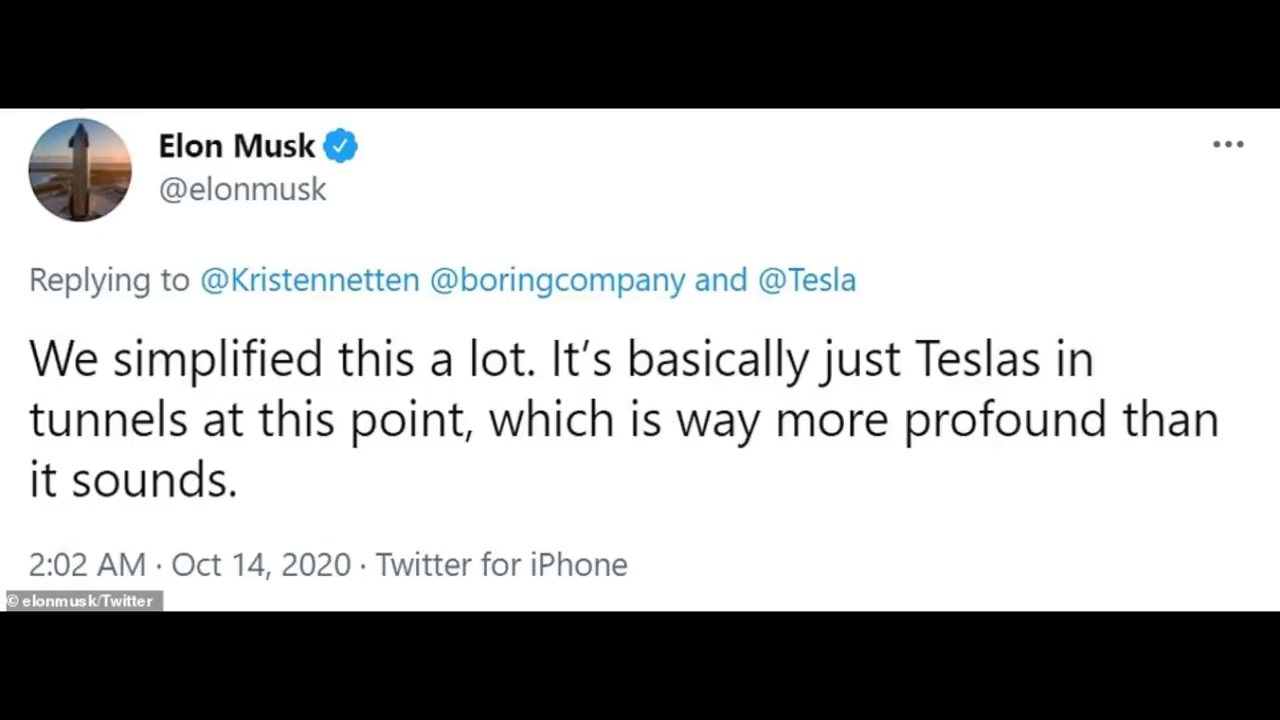 Elon Musk
@elonmusk
Replying to @Kristennetten @boringcompany and @Tesla
We simplified this a lot. It’s basically just Teslas in
tunnels at this point, which is way more profound than
it sounds.
2:02 AM · Oct 14, 2020 · Twitter for iPhone
© elonmusk/Twitter